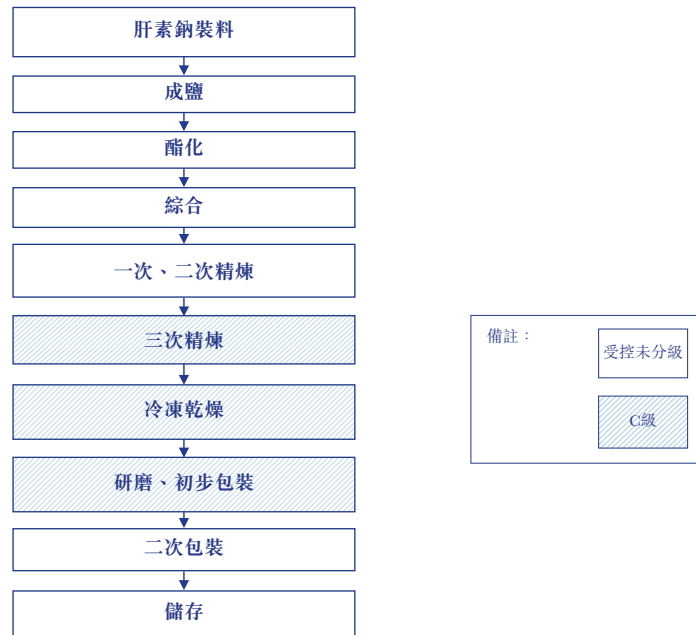 肝素鈉裝料
成鹽
酯化
綜合
一次、二次精煉
三次精煉
冷凍乾燥
研磨、初步包裝
二次包裝
儲存
備註：
受控未分級
C級